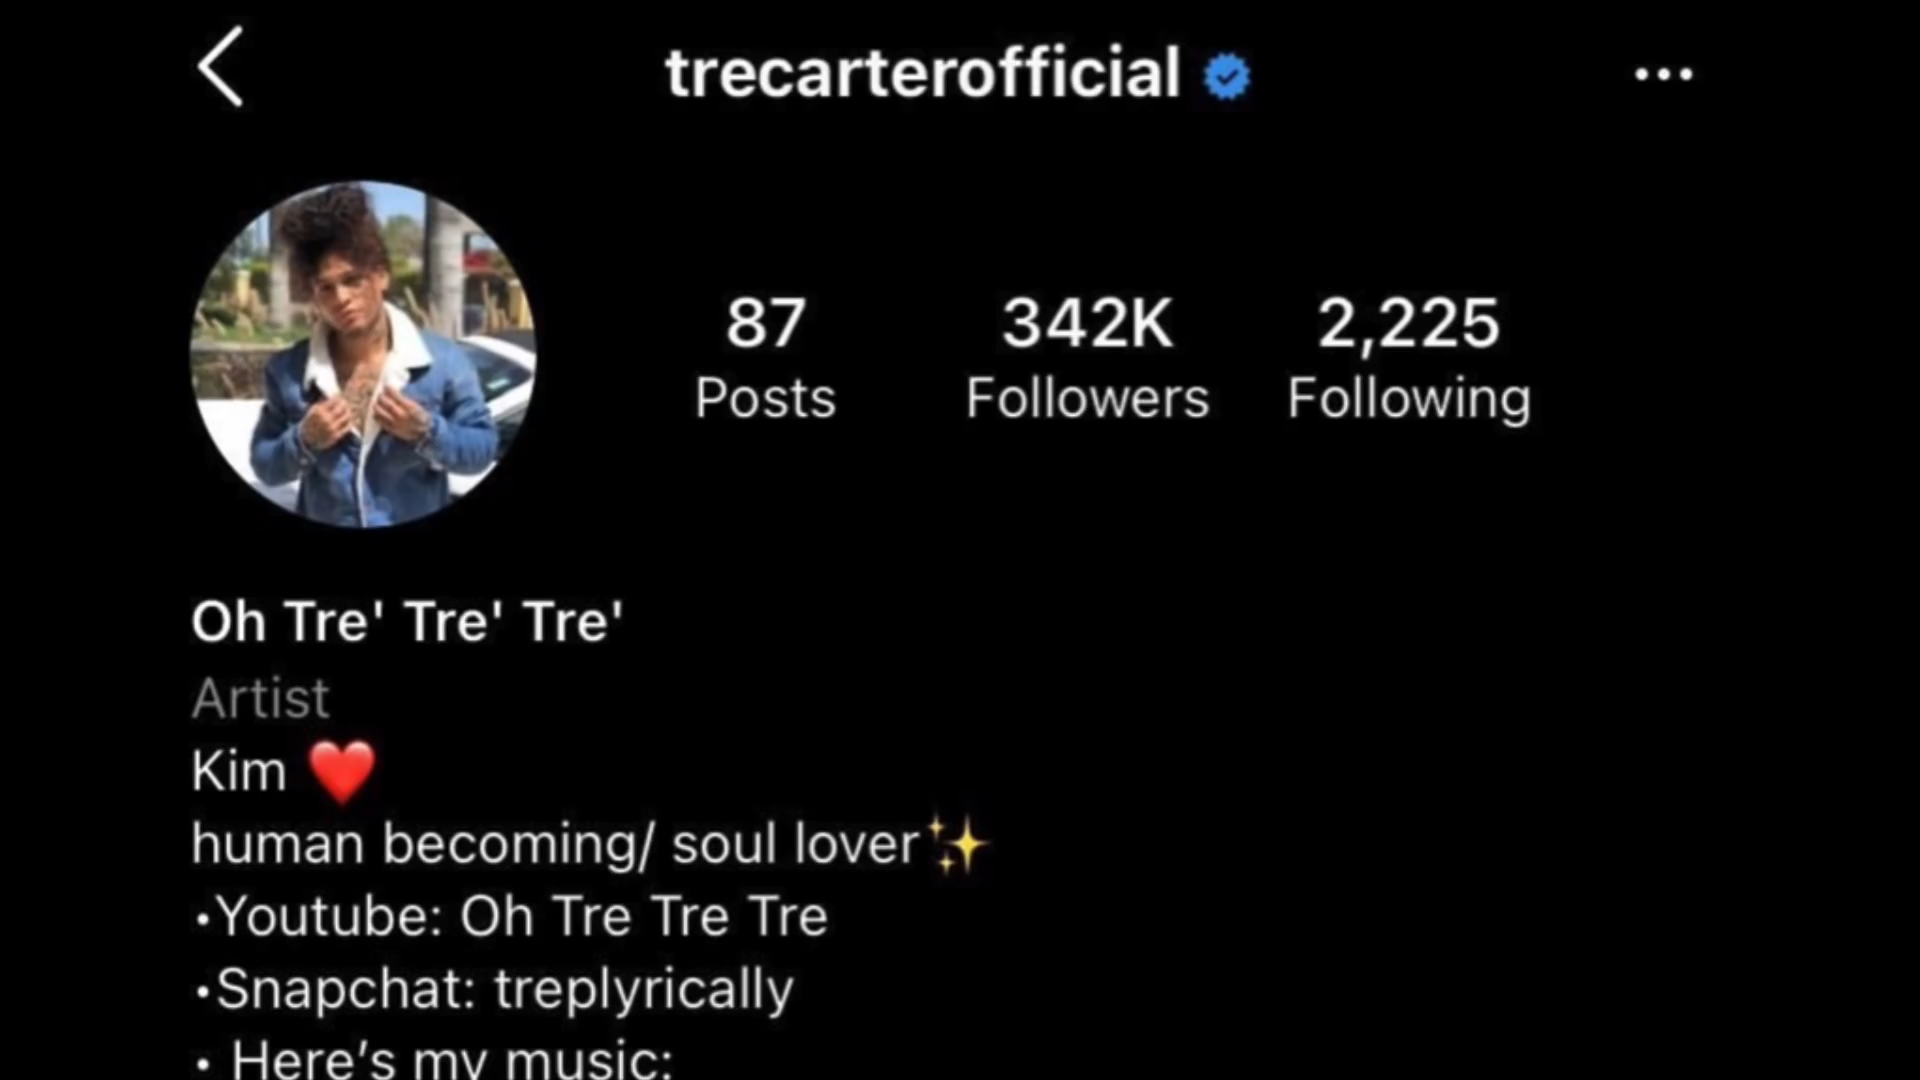 trecarterofficial
87 342K 2,225
Posts Followers Following
Oh Tre' Tre' Tre'
Artist
Kim ❤️
human becoming/ soul lover✨
•Youtube: Oh Tre Tre Tre
•Snapchat: treplyrically
• Here’s my music: